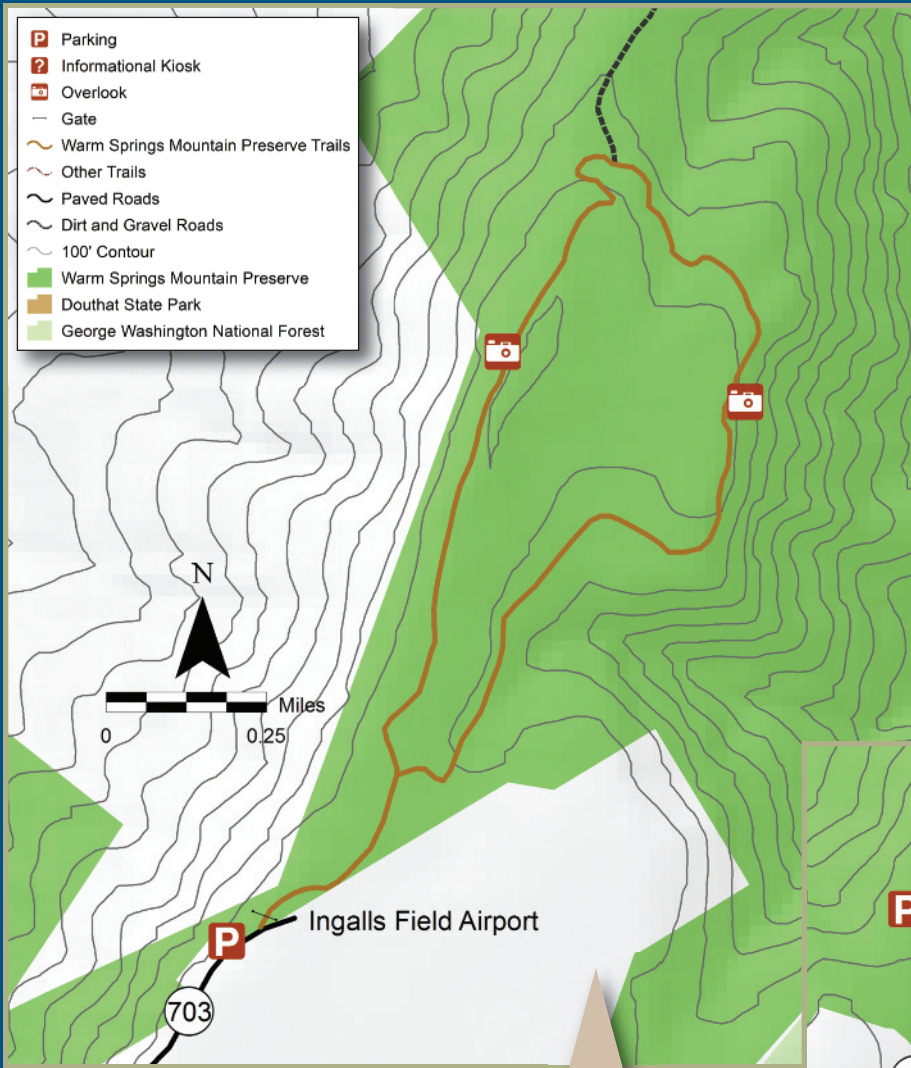 P Parking
? Informational Kiosk
Overlook
Gate
Warm Springs Mountain Preserve Trails
Other Trails
Paved Roads
Dirt and Gravel Roads
100' Contour
Warm Springs Mountain Preserve
Douthat State Park
George Washington National Forest
N
Miles
0 0.25
P
Ingalls Field Airport
P
703